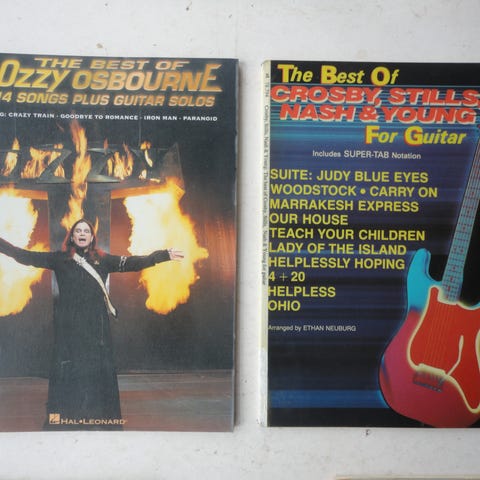 THE BEST OF
OZZY OSBOURNE
14 SONGS PLUS GUITAR SOLOS
G: CRAZY TRAIN • GOODBYE TO ROMANCE • IRON MAN • PARANOID
OZZY
HAL•LEONARD
The Best Of
CROSBY, STILLS
NASH & YOUNG
For Guitar
Includes SUPER-TAB Notation
SUITE: JUDY BLUE EYES
WOODSTOCK • CARRY ON
MARRAKESH EXPRESS
OUR HOUSE
TEACH YOUR CHILDREN
LADY OF THE ISLAND
HELPLESSLY HOPING
4 + 20
HELPLESS
OHIO
Arranged by ETHAN NEUBURG